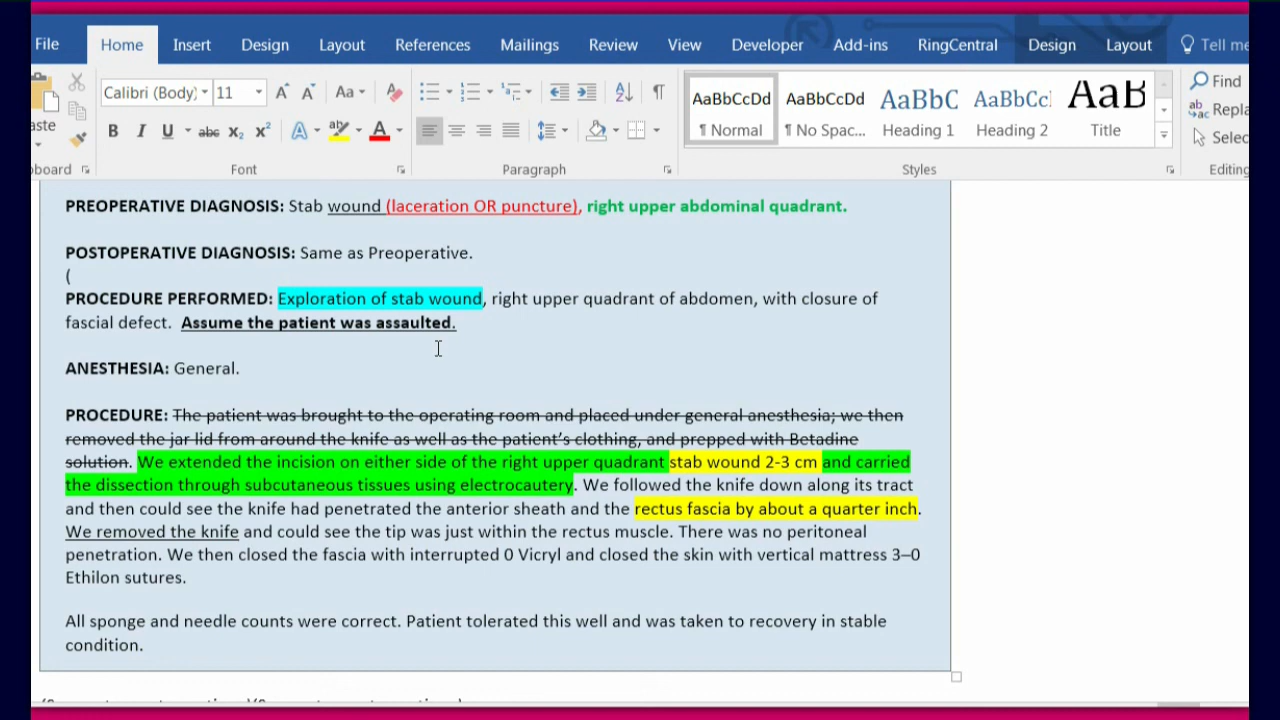 File Home Insert Design Layout References Mailings Review View Developer Add-ins RingCentral Design Layout Tell me
Calibri (Body) 11 Aa AaBbCcDd AaBbCcDd AaBbC AaBbCc AaB Find
Repla
aste B I U abc X2 X2 A ¶ Normal ¶ No Spac... Heading 1 Heading 2 Title Selec
board Font Paragraph Styles Editing
PREOPERATIVE DIAGNOSIS: Stab wound (laceration OR puncture), right upper abdominal quadrant.
POSTOPERATIVE DIAGNOSIS: Same as Preoperative.
(
PROCEDURE PERFORMED: Exploration of stab wound, right upper quadrant of abdomen, with closure of
fascial defect. Assume the patient was assaulted.
ANESTHESIA: General.
PROCEDURE: The patient was brought to the operating room and placed under general anesthesia; we then
removed the jar lid from around the knife as well as the patient's clothing, and prepped with Betadine
solution. We extended the incision on either side of the right upper quadrant stab wound 2-3 cm and carried
the dissection through subcutaneous tissues using electrocautery. We followed the knife down along its tract
and then could see the knife had penetrated the anterior sheath and the rectus fascia by about a quarter inch.
We removed the knife and could see the tip was just within the rectus muscle. There was no peritoneal
penetration. We then closed the fascia with interrupted 0 Vicryl and closed the skin with vertical mattress 3–0
Ethilon sutures.
All sponge and needle counts were correct. Patient tolerated this well and was taken to recovery in stable
condition.